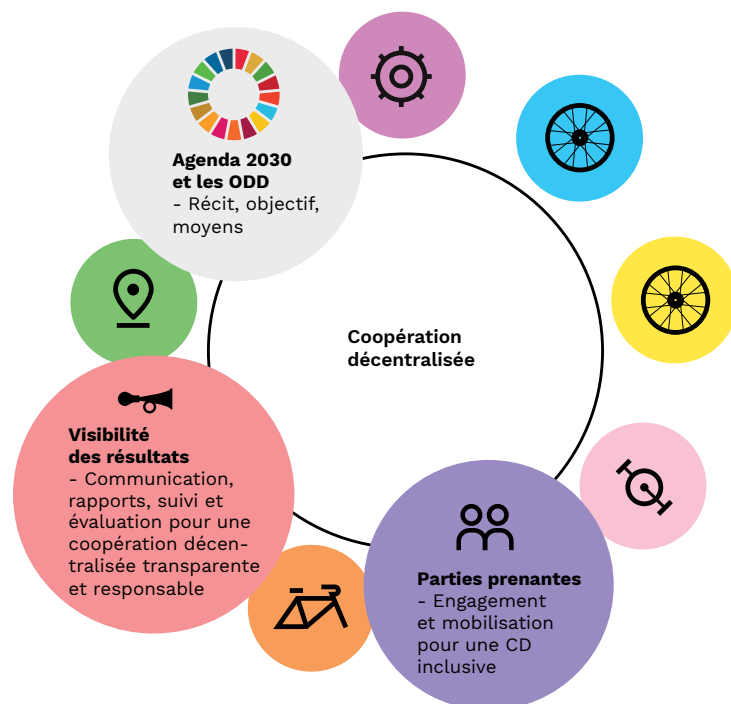 Agenda 2030
et les ODD
- Récit, objectif,
moyens
Coopération
décentralisée
Visibilité
des résultats
- Communication,
rapports, suivi et
évaluation pour une
coopération décen-
tralisée transparente
et responsable
Parties prenantes
- Engagement
et mobilisation
pour une CD
inclusive